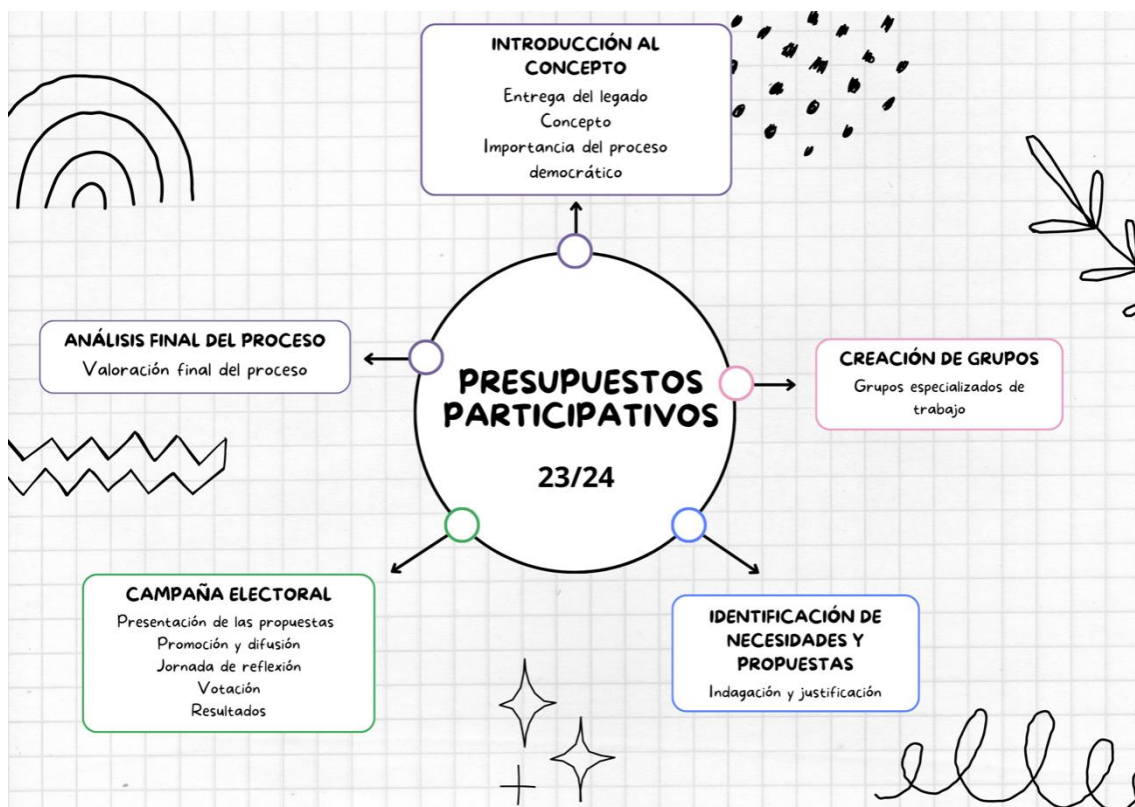 INTRODUCCIÓN AL
CONCEPTO
Entrega del legado
Concepto
Importancia del proceso
democrático
CREACIÓN DE GRUPOS
Grupos especializados de
trabajo
IDENTIFICACIÓN DE
NECESIDADES Y
PROPUESTAS
Indagación y justificación
CAMPAÑA ELECTORAL
Presentación de las propuestas
Promoción y difusión
Jornada de reflexión
Votación
Resultados
ANÁLISIS FINAL DEL PROCESO
Valoración final del proceso
PRESUPUESTOS
PARTICIPATIVOS
23/24